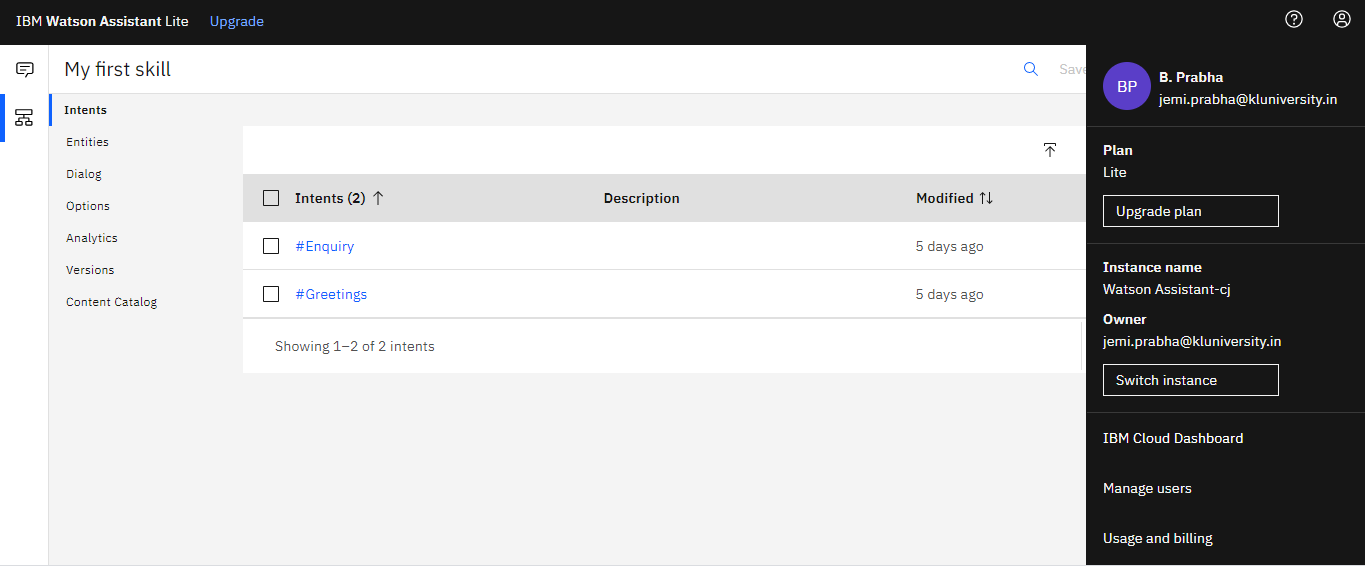 IBM Watson Assistant Lite Upgrade
My first skill
Save
Intents
Entities
Dialog
Options
Analytics
Versions
Content Catalog
Intents (2) Description Modified
#Enquiry 5 days ago
#Greetings 5 days ago
Showing 1–2 of 2 intents
BP
B. Prabha
jemi.prabha@kluniversity.in
Plan
Lite
Upgrade plan
Instance name
Watson Assistant-cj
Owner
jemi.prabha@kluniversity.in
Switch instance
IBM Cloud Dashboard
Manage users
Usage and billing